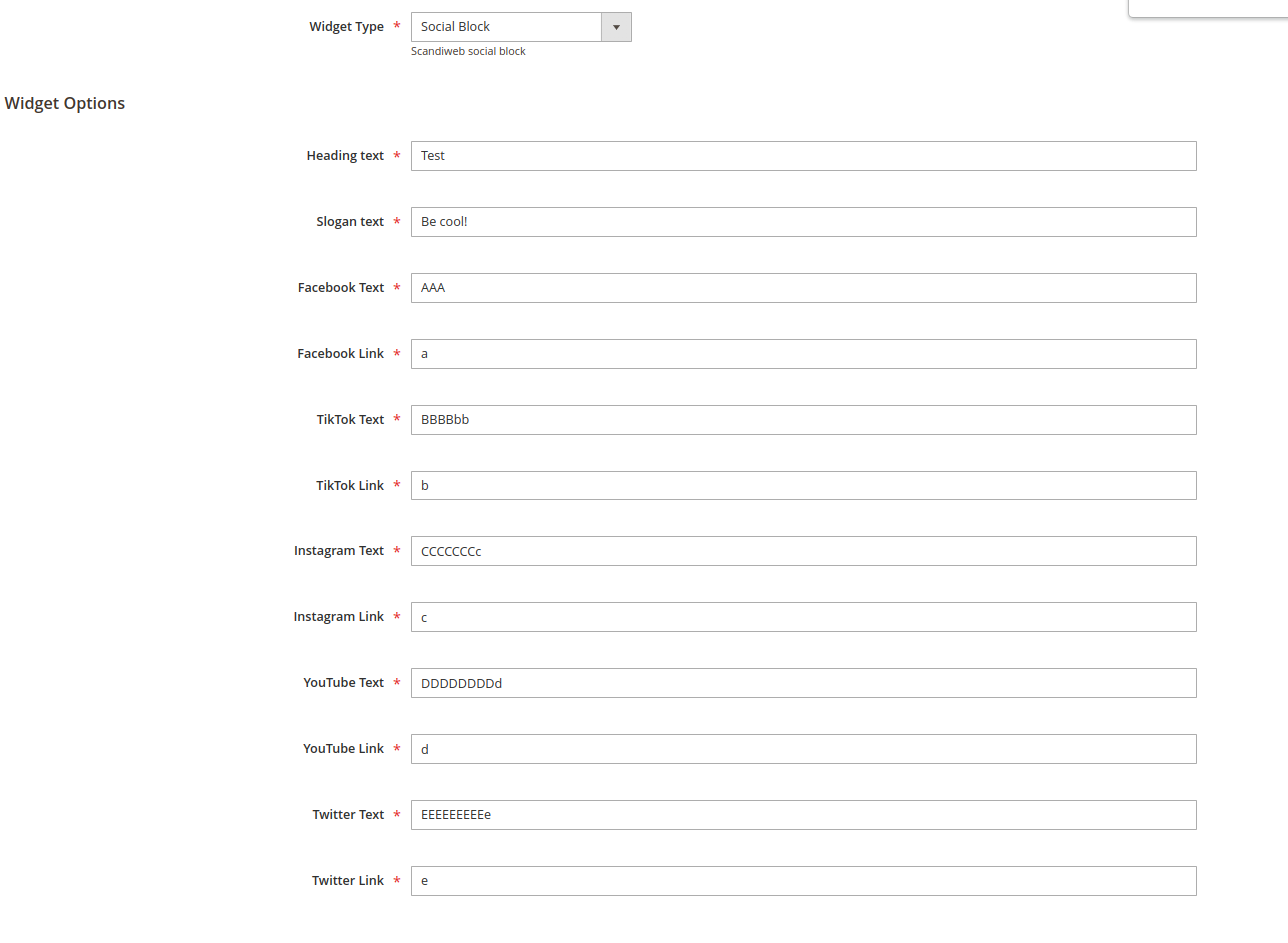 Widget Type * Social Block
Scandiweb social block
Widget Options
Heading text * Test
Slogan text * Be cool!
Facebook Text * AAA
Facebook Link * a
TikTok Text * BBBBbb
TikTok Link * b
Instagram Text * CCCCCCCc
Instagram Link * c
YouTube Text * DDDDDDDDd
YouTube Link * d
Twitter Text * EEEEEEEEEe
Twitter Link * e